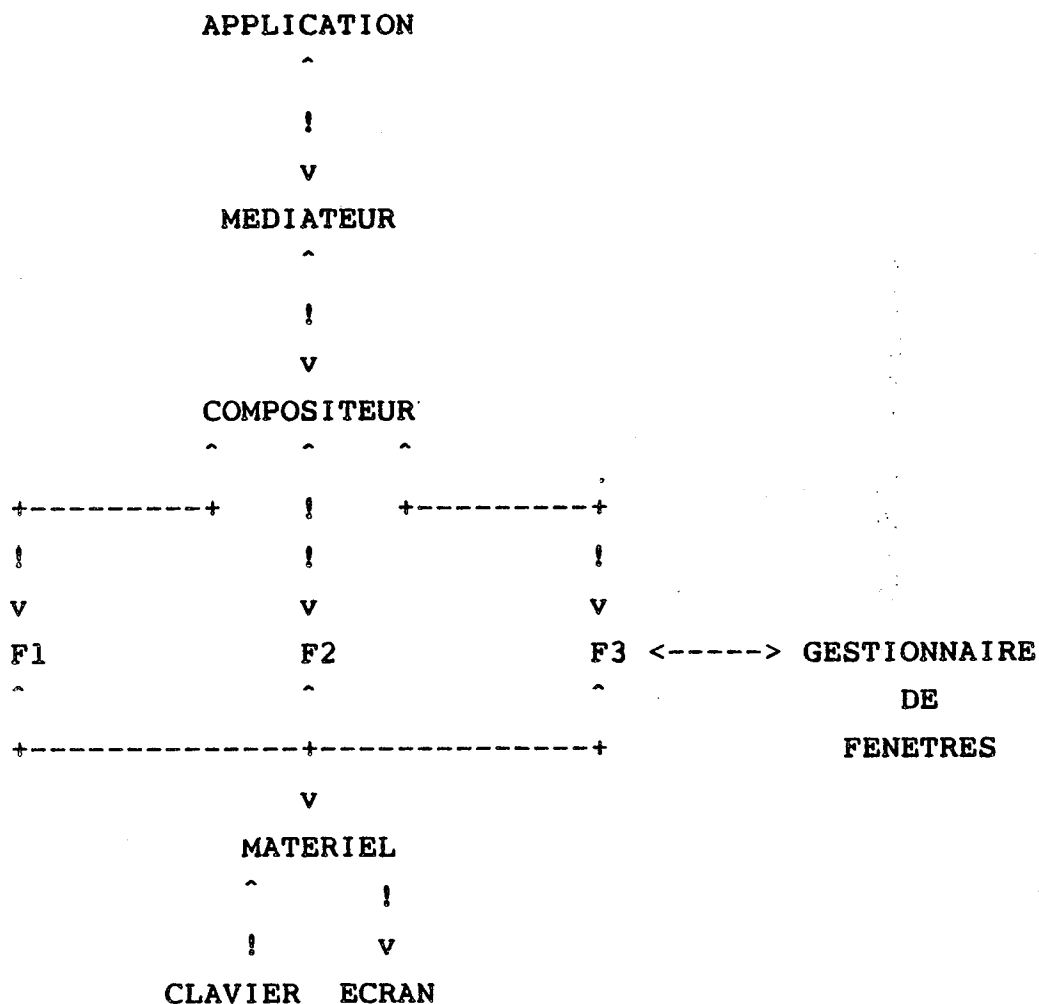 APPLICATION
^
!
v
MEDIATEUR
^
!
v
COMPOSITEUR
^ ^ ^
+---------+ ! +---------+
! ! !
v v v
F1 F2 F3 <-----> GESTIONNAIRE
^ ^ ^ DE
+--------------+--------------+ FENETRES
v
MATERIEL
^ !
! v
CLAVIER ECRAN